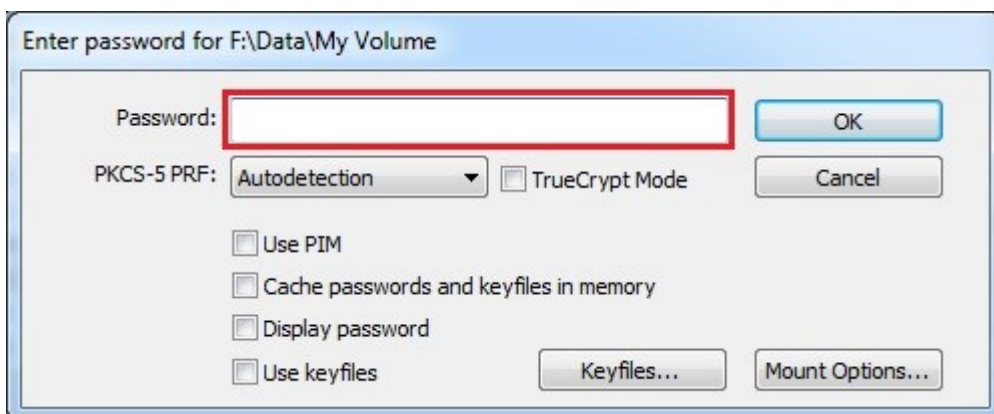 Enter password for F:\Data\My Volume
Password:
OK
PKCS-5 PRF: Autodetection TrueCrypt Mode
Cancel
Use PIM
Cache passwords and keyfiles in memory
Display password
Use keyfiles
Keyfiles...
Mount Options...